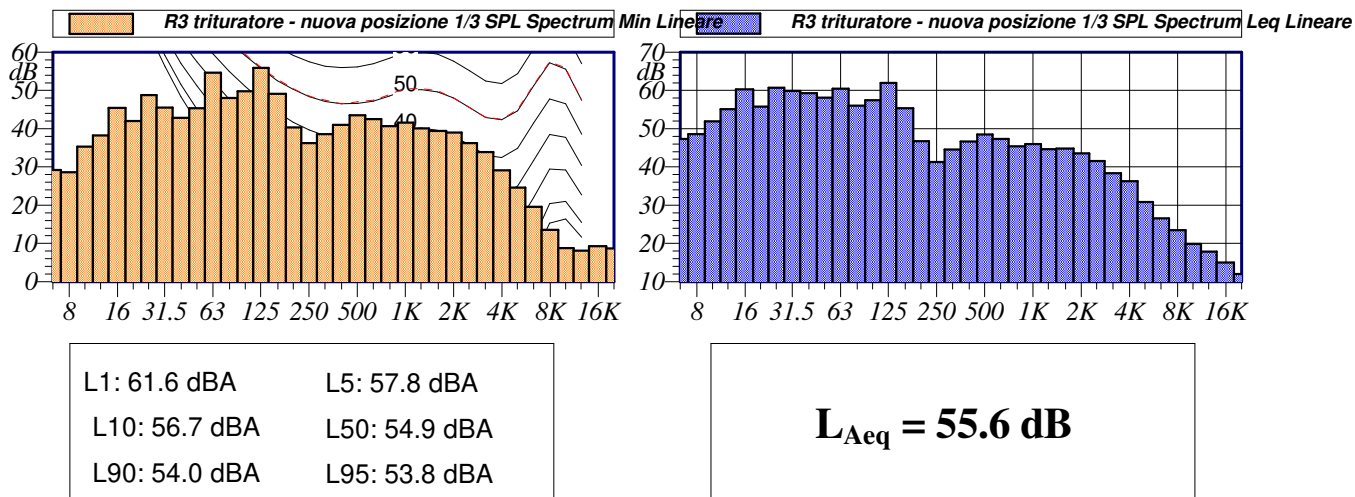 R3 trituratore - nuova posizione 1/3 SPL Spectrum Min Lineare
60
dB
50
40
30
20
10
0
50
40
8 16 31.5 63 125 250 500 1K 2K 4K 8K 16K
R3 trituratore - nuova posizione 1/3 SPL Spectrum Leq Lineare
70
dB
60
50
40
30
20
10
8 16 31.5 63 125 250 500 1K 2K 4K 8K 16K
L1: 61.6 dBA L5: 57.8 dBA
L10: 56.7 dBA L50: 54.9 dBA
L90: 54.0 dBA L95: 53.8 dBA
LAeq = 55.6 dB